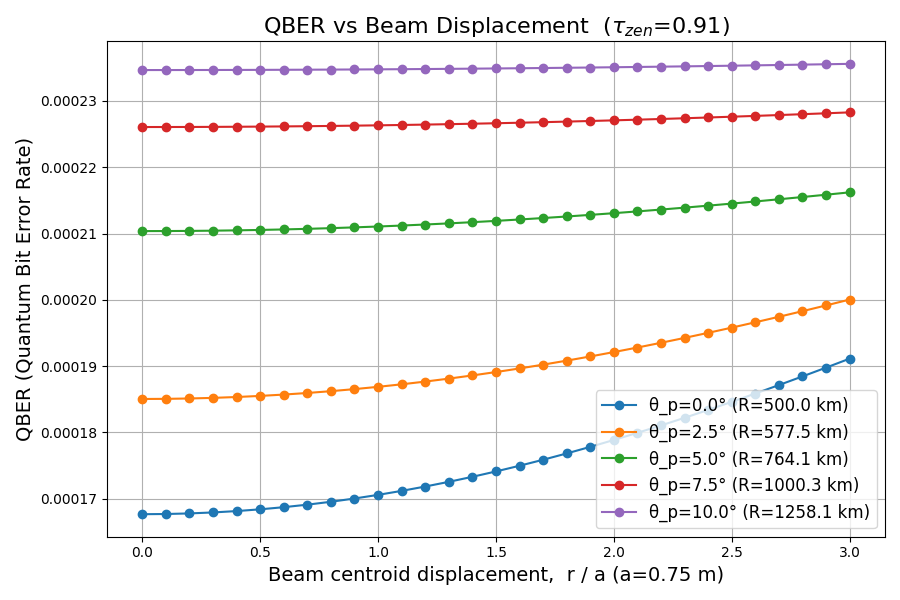 QBER vs Beam Displacement (τ_zen=0.91)
QBER (Quantum Bit Error Rate)
0.00023
0.00022
0.00021
0.00020
0.00019
0.00018
0.00017
θ_p=0.0° (R=500.0 km)
θ_p=2.5° (R=577.5 km)
θ_p=5.0° (R=764.1 km)
θ_p=7.5° (R=1000.3 km)
θ_p=10.0° (R=1258.1 km)
0.0 0.5 1.0 1.5 2.0 2.5 3.0
Beam centroid displacement, r / a (a=0.75 m)